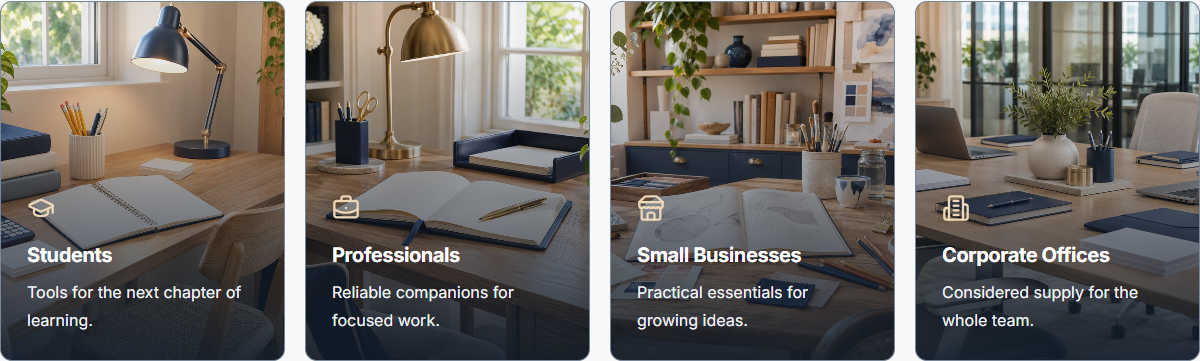 Students
Tools for the next chapter of
learning.
Professionals
Reliable companions for
focused work.
Small Businesses
Practical essentials for
growing ideas.
Corporate Offices
Considered supply for the
whole team.